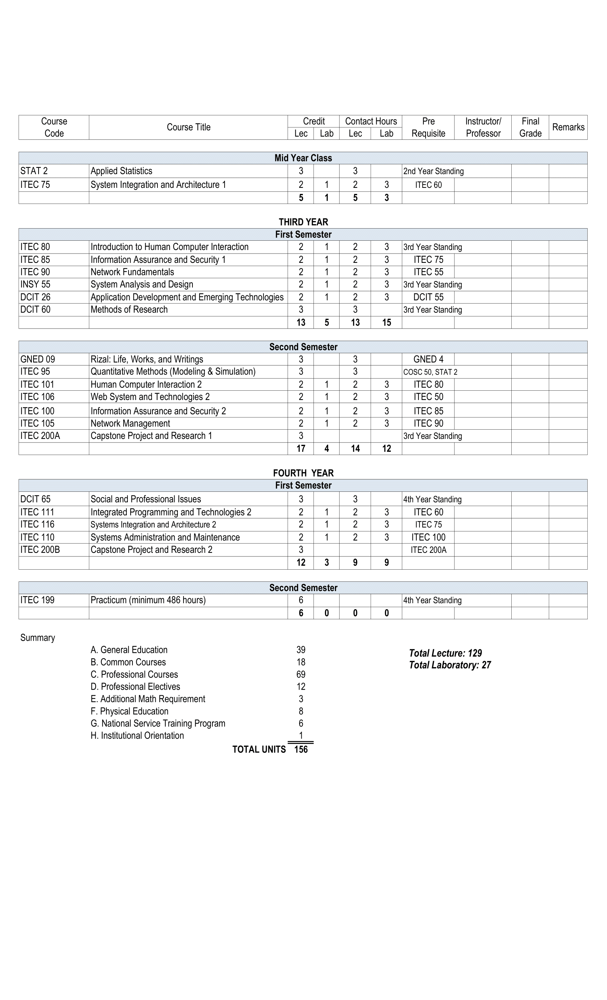 Course Code Course Title Credit Contact Hours Pre Requisite Instructor/ Professor Final Grade Remarks
Lec Lab Lec Lab
Mid Year Class
STAT 2 Applied Statistics 3 3 2nd Year Standing
ITEC 75 System Integration and Architecture 1 2 1 2 3 ITEC 60
5 1 5 3
THIRD YEAR
First Semester
ITEC 80 Introduction to Human Computer Interaction 2 1 2 3 3rd Year Standing
ITEC 85 Information Assurance and Security 1 2 1 2 3 ITEC 75
ITEC 90 Network Fundamentals 2 1 2 3 ITEC 55
INSY 55 System Analysis and Design 2 1 2 3 3rd Year Standing
DCIT 26 Application Development and Emerging Technologies 2 1 2 3 DCIT 55
DCIT 60 Methods of Research 3 3 3rd Year Standing
13 5 13 15
Second Semester
GNED 09 Rizal: Life, Works, and Writings 3 3 GNED 4
ITEC 95 Quantitative Methods (Modeling & Simulation) 3 3 COSC 50, STAT 2
ITEC 101 Human Computer Interaction 2 2 1 2 3 ITEC 80
ITEC 106 Web System and Technologies 2 2 1 2 3 ITEC 50
ITEC 100 Information Assurance and Security 2 2 1 2 3 ITEC 85
ITEC 105 Network Management 2 1 2 3 ITEC 90
ITEC 200A Capstone Project and Research 1 3 3rd Year Standing
17 4 14 12
FOURTH YEAR
First Semester
DCIT 65 Social and Professional Issues 3 3 4th Year Standing
ITEC 111 Integrated Programming and Technologies 2 2 1 2 3 ITEC 60
ITEC 116 Systems Integration and Architecture 2 2 1 2 3 ITEC 75
ITEC 110 Systems Administration and Maintenance 2 1 2 3 ITEC 100
ITEC 200B Capstone Project and Research 2 3 ITEC 200A
12 3 9 9
Second Semester
ITEC 199 Practicum (minimum 486 hours) 6 4th Year Standing
6 0 0 0
Summary
A. General Education 39
Total Lecture: 129
B. Common Courses 18
Total Laboratory: 27
C. Professional Courses 69
D. Professional Electives 12
E. Additional Math Requirement 3
F. Physical Education 8
G. National Service Training Program 6
H. Institutional Orientation 1
TOTAL UNITS 156